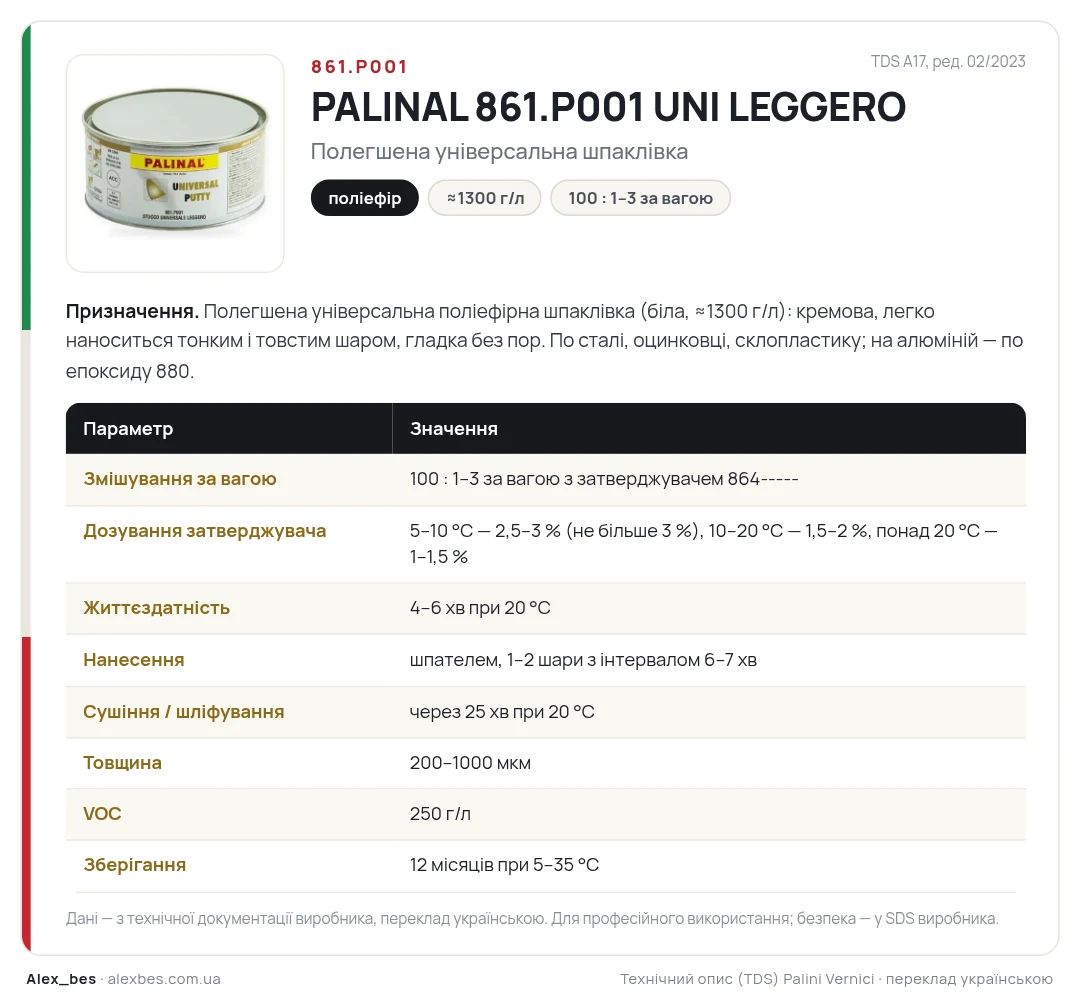 861.P001
TDS A17, ред. 02/2023
PALINAL 861.P001 UNI LEGGERO
Полегшена універсальна шпаклівка
поліефір
≈1300 г/л
100 : 1–3 за вагою
PALINAL
UNIVERSAL
PUTTY
861.P001
STUCCO UNIVERSALE LEGGERO
Призначення. Полегшена універсальна поліефірна шпаклівка (біла, ≈1300 г/л): кремова, легко
наноситься тонким і товстим шаром, гладка без пор. По сталі, оцинковці, склопластику; на алюміній — по
епоксиду 880.
Параметр
Значення
Змішування за вагою
100 : 1–3 за вагою з затверджувачем 864-----
Дозування затверджувача
5–10 °C — 2,5–3 % (не більше 3 %), 10–20 °C — 1,5–2 %, понад 20 °C —
1–1,5 %
Життєздатність
4–6 хв при 20 °C
Нанесення
шпателем, 1–2 шари з інтервалом 6–7 хв
Сушіння / шліфування
через 25 хв при 20 °C
Товщина
200–1000 мкм
VOC
250 г/л
Зберігання
12 місяців при 5–35 °C
Дані — з технічної документації виробника, переклад українською. Для професійного використання; безпека — у SDS виробника.
Alex_bes · alexbes.com.ua
Технічний опис (TDS) Palini Vernici · переклад українською